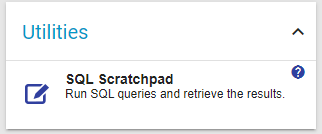 Utilities
SQL Scratchpad
?
Run SQL queries and retrieve the results.